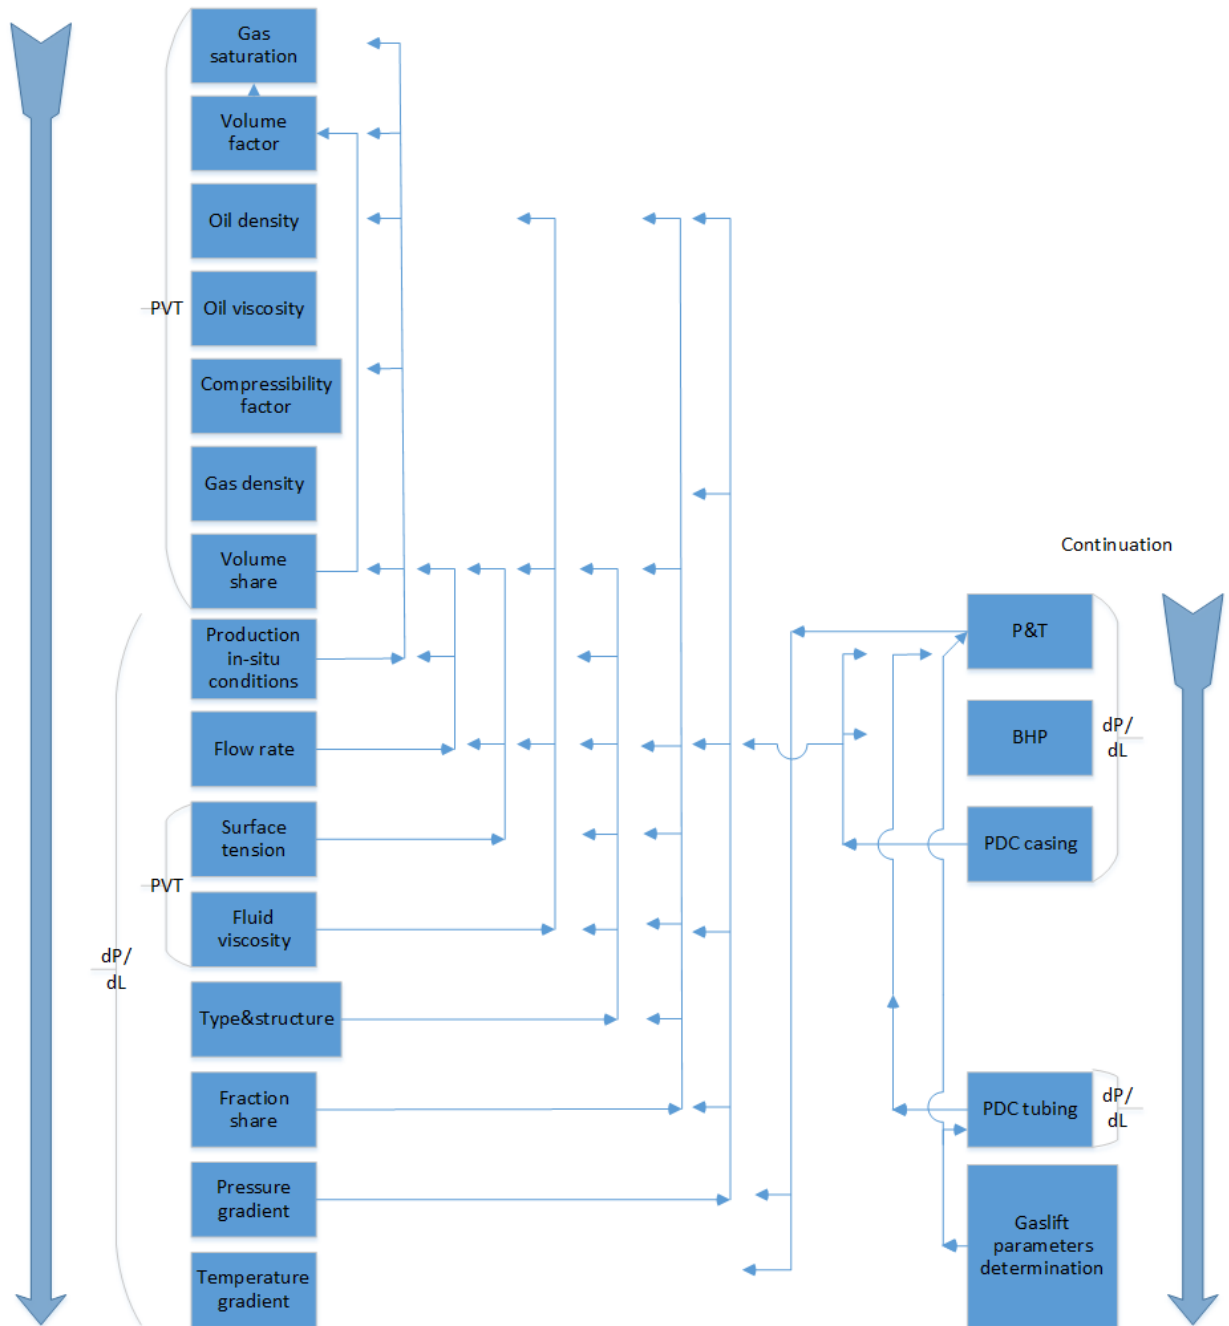 Gas
saturation
Volume
factor
Oil density
PVT
Oil viscosity
Compressibility
factor
Gas density
Volume
share
Production
in-situ
conditions
Flow rate
Surface
tension
PVT
Fluid
viscosity
dP/
dL
Type&structure
Fraction
share
Pressure
gradient
Temperature
gradient
Continuation
P&T
BHP
dP/
dL
PDC casing
PDC tubing
dP/
dL
Gaslift
parameters
determination